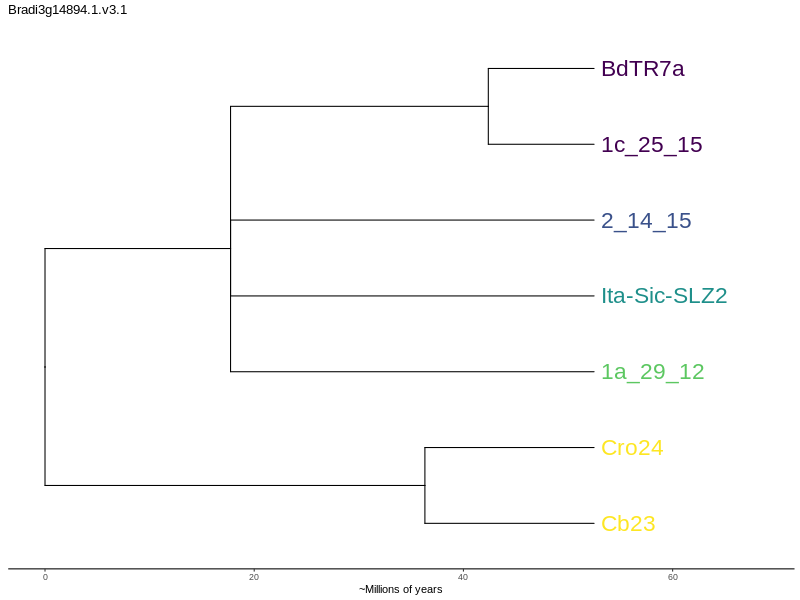 Bradi3g14894.1.v3.1
BdTR7a
1c_25_15
2_14_15
Ita-Sic-SLZ2
1a_29_12
Cro24
Cb23
0 20 40 60
~Millions of years